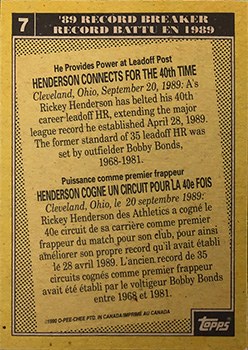 7
'89 RECORD BREAKER
RECORD BATTU EN 1989
He Provides Power at Leadoff Post
HENDERSON CONNECTS FOR THE 40TH TIME
Cleveland, Ohio, September 20, 1989: A's
Rickey Henderson has belted his 40th
career-leadoff HR, extending the major
league record he established April 28, 1989.
The former standard of 35 leadoff HR was
set by outfielder Bobby Bonds,
1968-1981.
Puissance comme premier frappeur
HENDERSON COGNE UN CIRCUIT POUR LA 40E FOIS
Cleveland, Ohio, le 20 septembre 1989:
Rickey Henderson des Athletics a cogné le
40e circuit de sa carrière comme premier
frappeur du match pour son club, pour ainsi
améliorer son propre record qu'il avait établi
le 28 avril 1989. L'ancien record de 35
circuits cognés comme premier frappeur
avait été établi par le voltigeur Bobby Bonds
entre 1968 et 1981.
©1990 O-PEE-CHEE PTD. IN CANADA/IMPRIMÉ AU CANADA
TOPPS